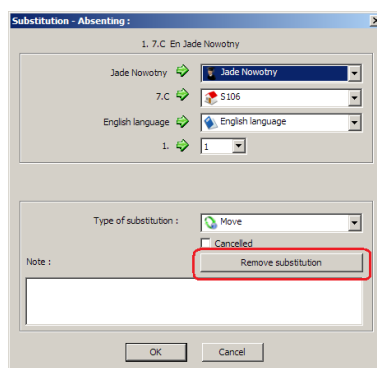 Substitution - Absenting :
1. 7.C En Jade Nowotny
Jade Nowotny Jade Nowotny
7.C S106
English language English language
1. 1
Type of substitution : Move
Cancelled
Note : Remove substitution
OK Cancel